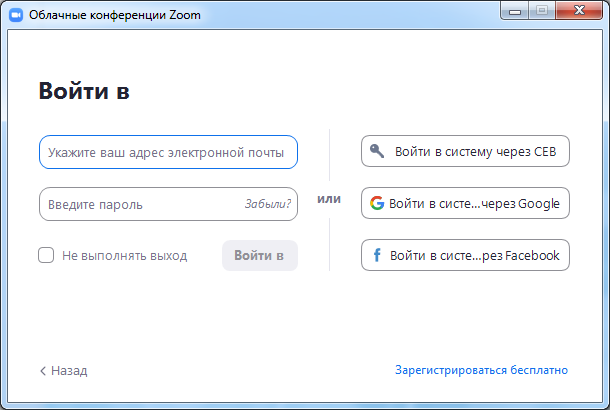 Облачные конференции Zoom
Войти в
Укажите ваш адрес электронной почты
Введите пароль
Забыли?
Не выполнять выход
Войти в
или
Войти в систему через СЕВ
Войти в систе...через Google
Войти в систе...рез Facebook
Назад
Зарегистрироваться бесплатно